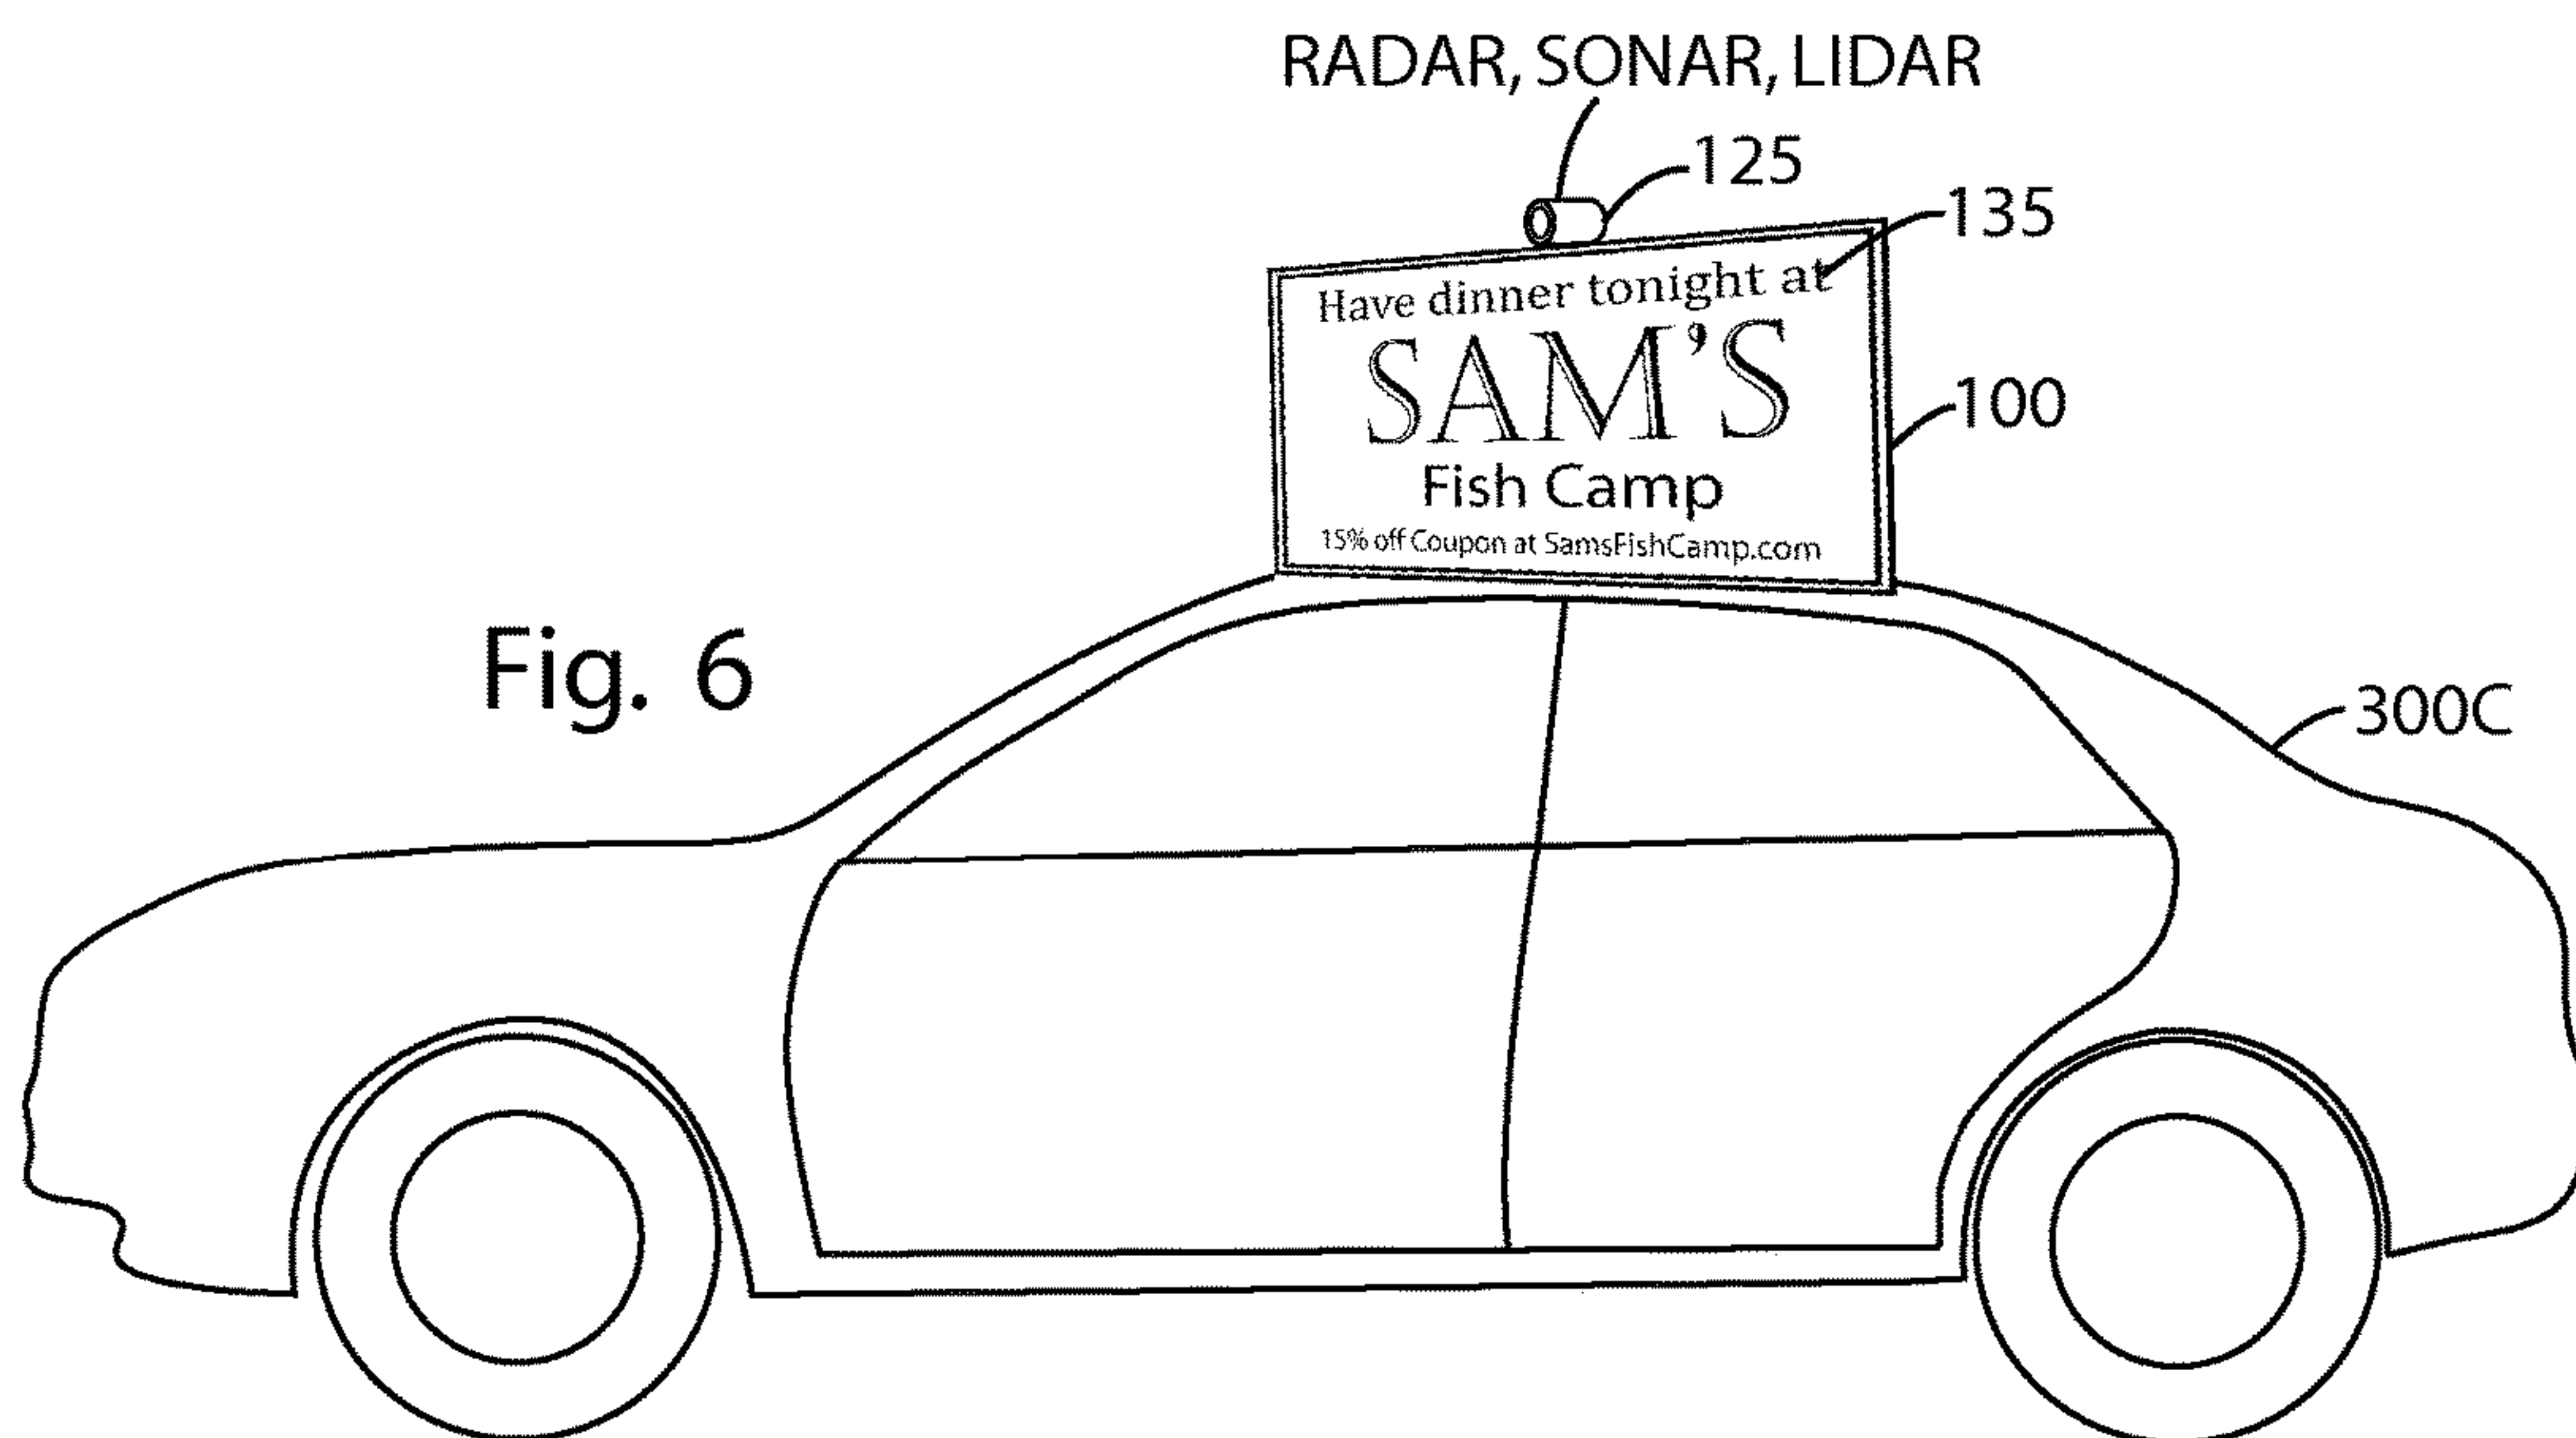 RADAR, SONAR, LIDAR
125
135
Have dinner tonight at
SAM'S
100
Fish Camp
15% off Coupon at SamsFishCamp.com
Fig. 6
300C